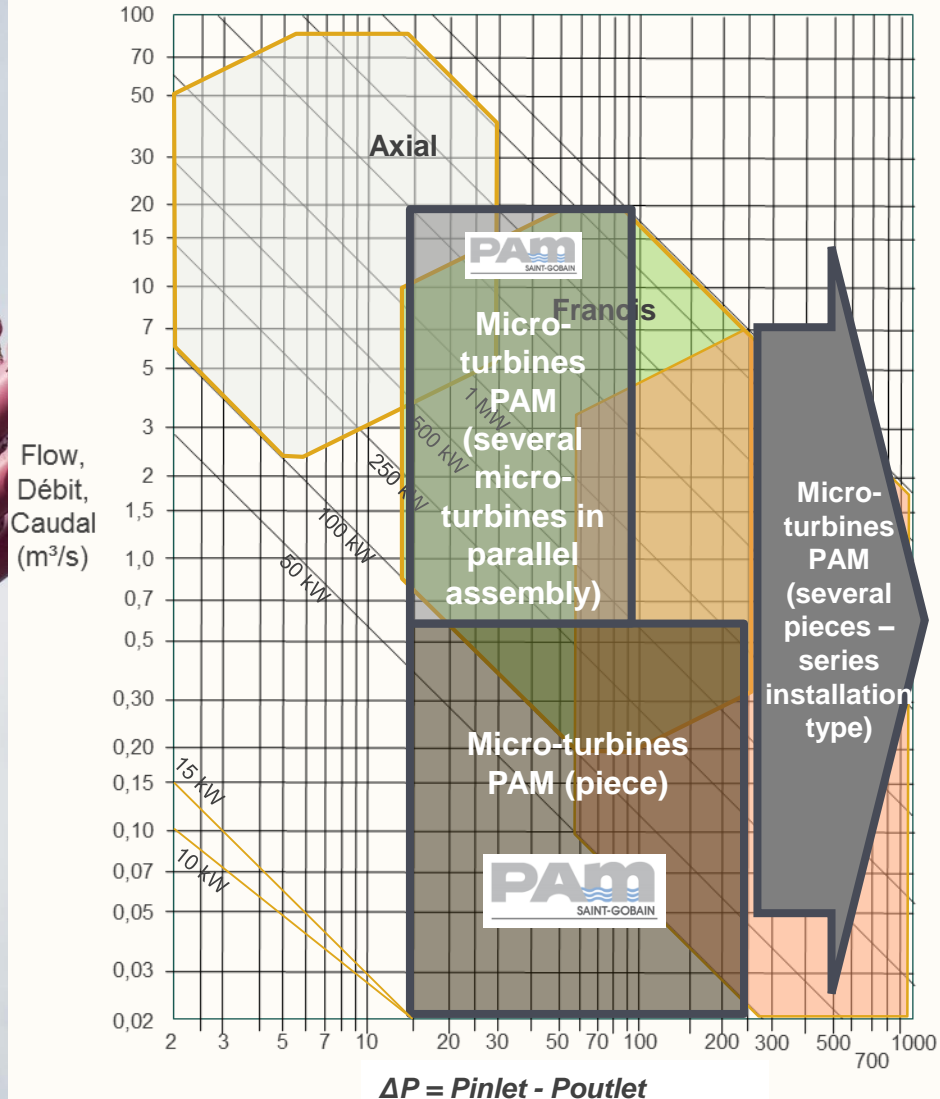 100
70
50
30
20
15
10
7
5
3
2
1,5
1,0
0,7
0,5
0,30
0,20
0,15
0,10
0,07
0,05
0,03
0,02
Flow,
Débit,
Caudal
(m³/s)
Axial
PAM
SAINT-GOBAIN
Francis
Micro-
turbines
PAM
(several
micro-
turbines in
parallel
assembly)
1 MW
500 kW
250 kW
100 kW
50 kW
15 kW
10 kW
Micro-turbines
PAM (piece)
PAM
SAINT-GOBAIN
Micro-
turbines
PAM
(several
pieces –
series
installation
type)
2 3 5 7 10 20 30 50 70 100 200 300 500 700 1000
ΔP = Pinlet - Poutlet